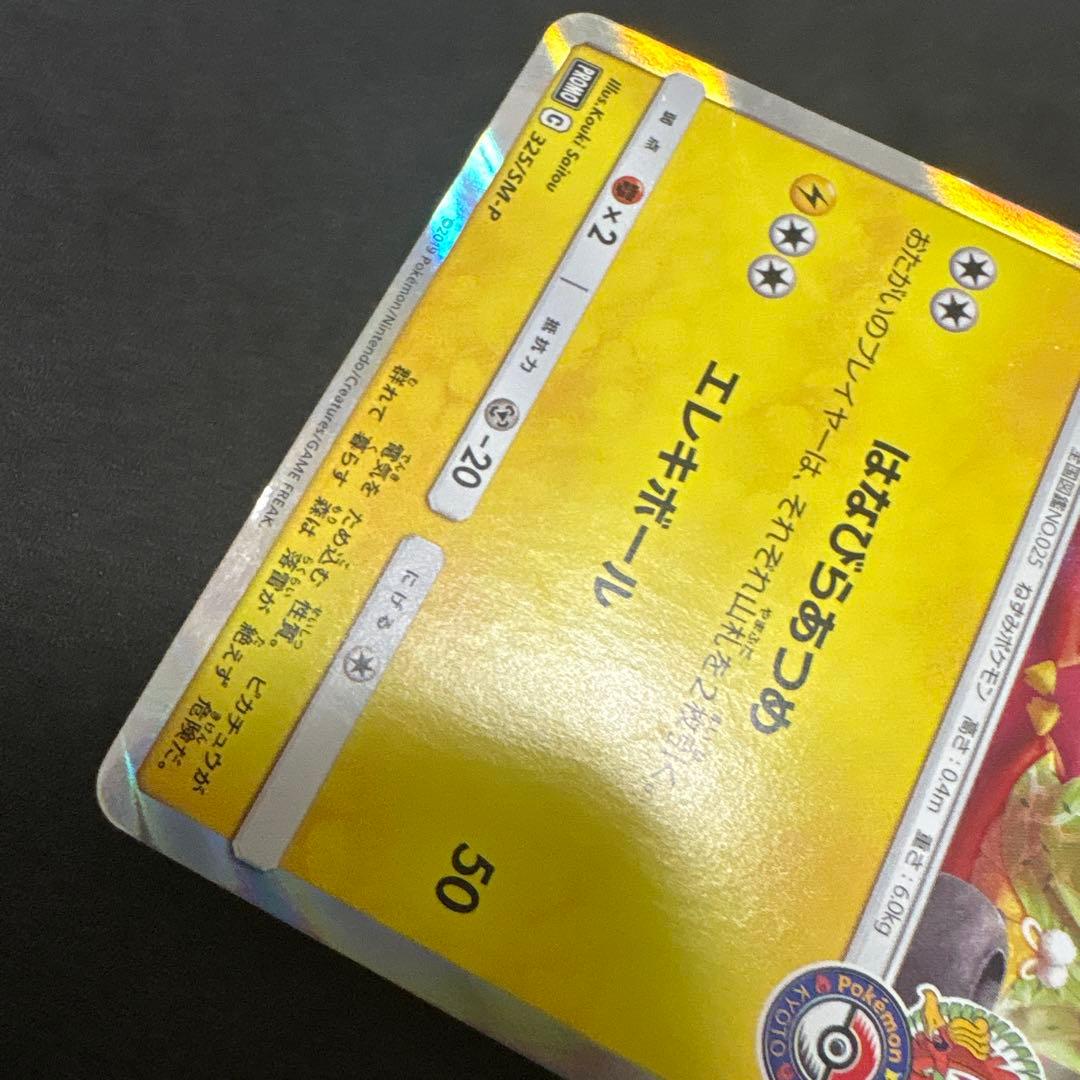 全国図鑑NO.025 ねずみポケモン 高さ:0.4m 重さ:6.0kg
はなびらあつめ
おたがいのプレイヤーは、それぞれ山札を2枚引く。
エレキボール 50
弱点 ×2 抵抗力 -20
にげる
Illus.Kouki Saitou
PROMO C 325/SM-P
電気を ため込む 性質。 ピカチュウが
群れて 暮らす 森は 落雷が 絶えず 危険だ。
©2019 Pokémon/Nintendo/Creatures/GAME FREAK.
Pokémon
KYOTO